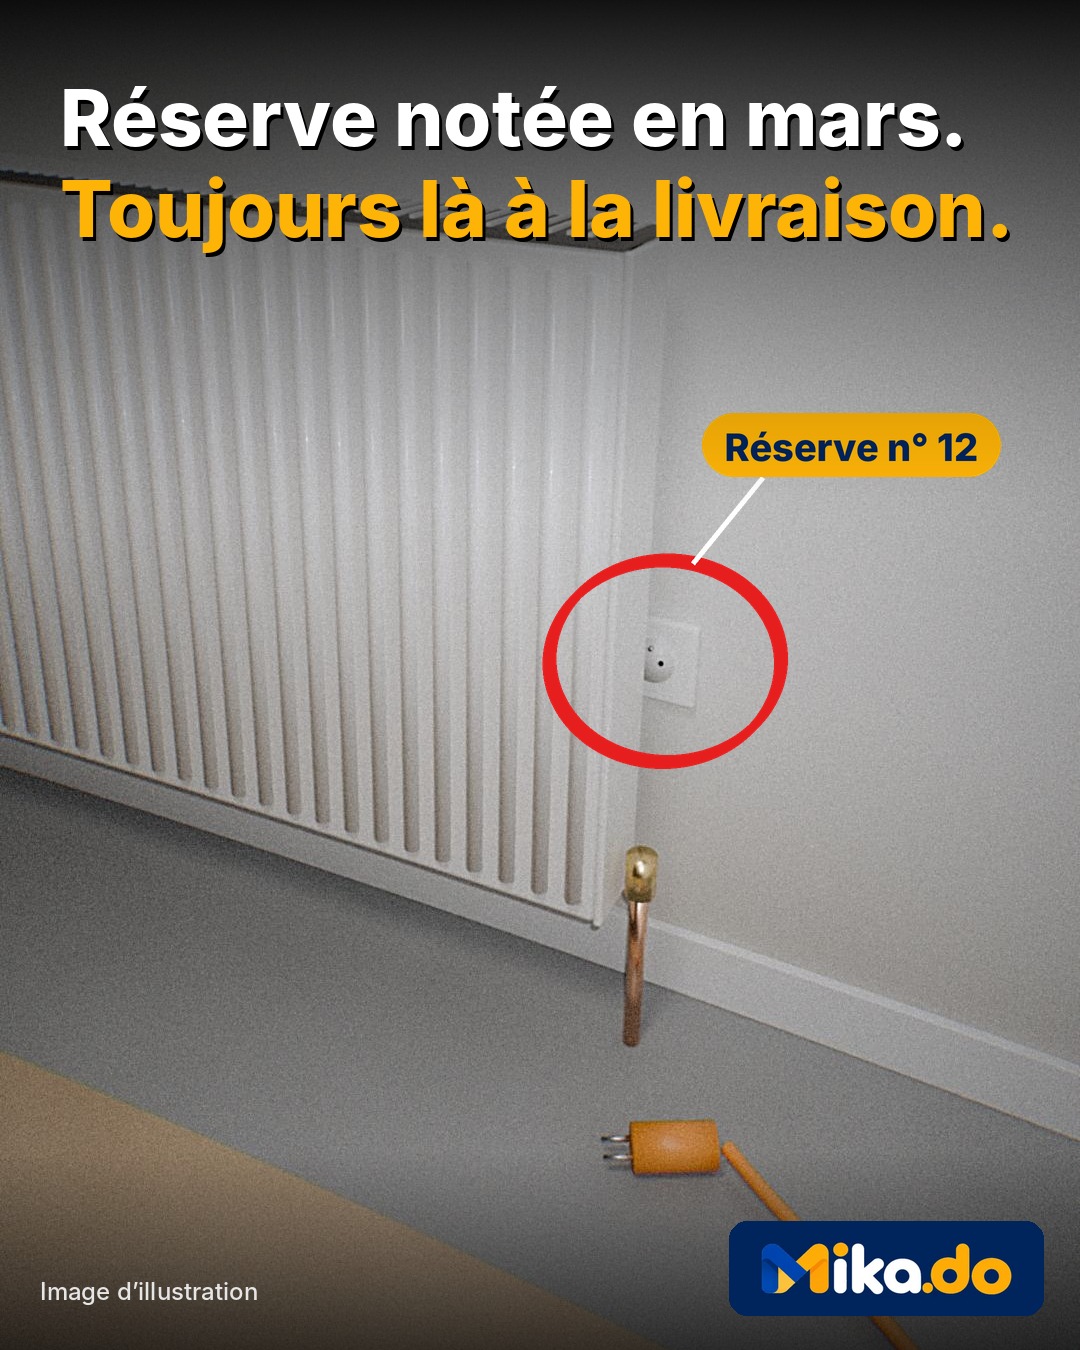 Réserve notée en mars.
Toujours là à la livraison.
Réserve n° 12
Image d’illustration
Mika.do